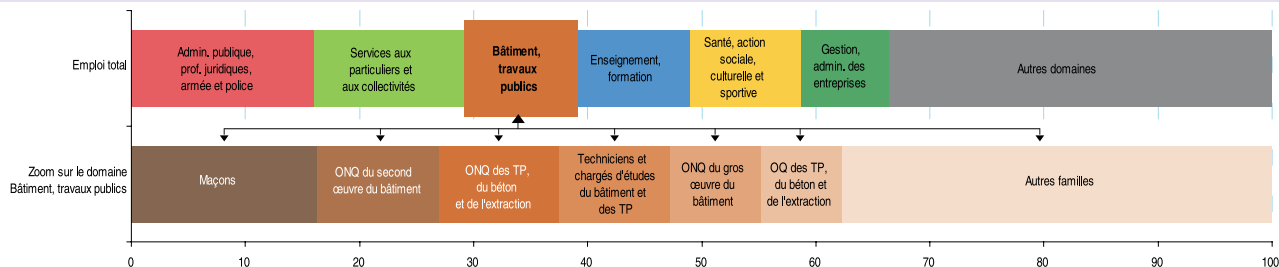 Emploi total
Admin. publique,
prof. juridiques,
armée et police
Services aux
particuliers et
aux collectivités
Bâtiment,
travaux
publics
Enseignement,
formation
Santé, action
sociale,
culturelle et
sportive
Gestion,
admin. des
entreprises
Autres domaines
Zoom sur le domaine
Bâtiment, travaux publics
Maçons
ONQ du second
œuvre du bâtiment
ONQ des TP,
du béton
et de l'extraction
Techniciens et
chargés d'études
du bâtiment et
des TP
ONQ du gros
œuvre du
bâtiment
OQ des TP,
du béton et
de l'extraction
Autres familles
0 10 20 30 40 50 60 70 80 90 100